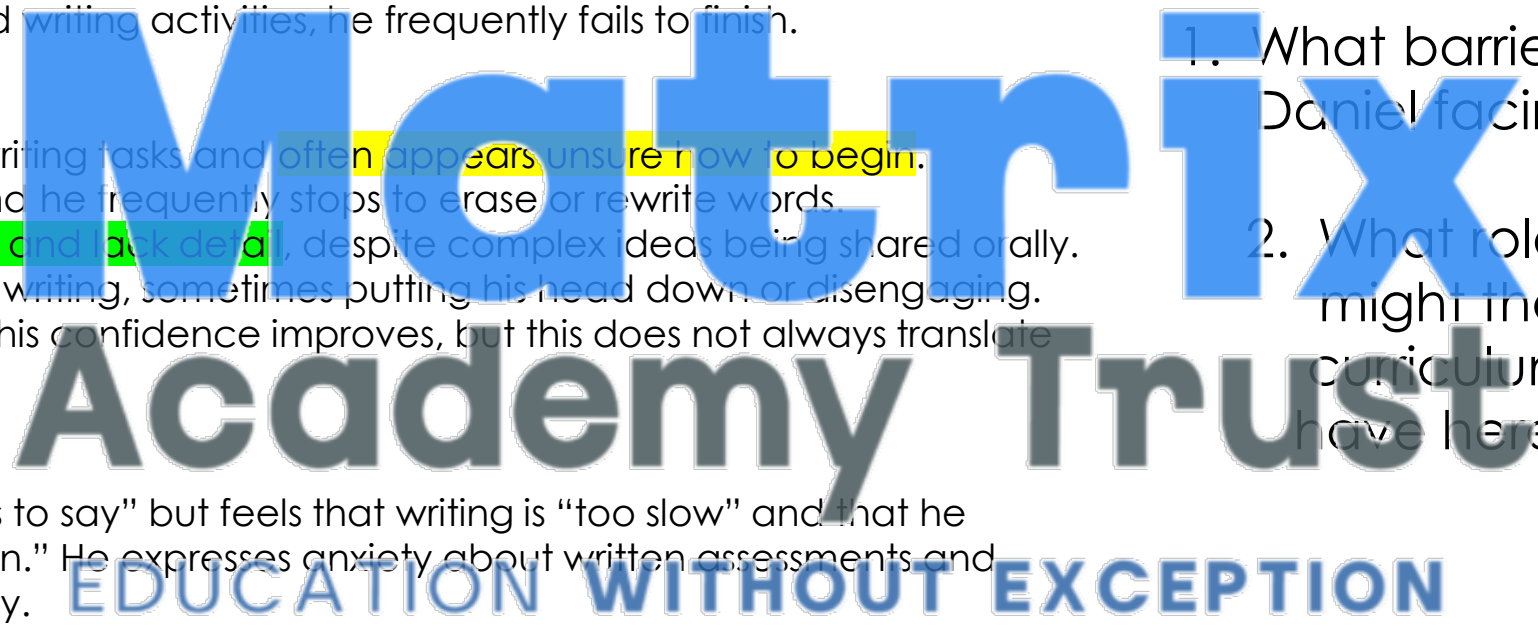 d writing activities, he frequently fails to finish.
riting tasks and often appears unsure how to begin.
nd he frequently stops to erase or rewrite words.
and lack detail, despite complex ideas being shared orally.
writing, sometimes putting his head down or disengaging.
his confidence improves, but this does not always translate
s to say” but feels that writing is “too slow” and that he
n.” He expresses anxiety about written assessments and
y.
1. What barrie
Daniel facin
2. What role
might the
curriculum
have here
Matrix
Academy Trust
EDUCATION WITHOUT EXCEPTION